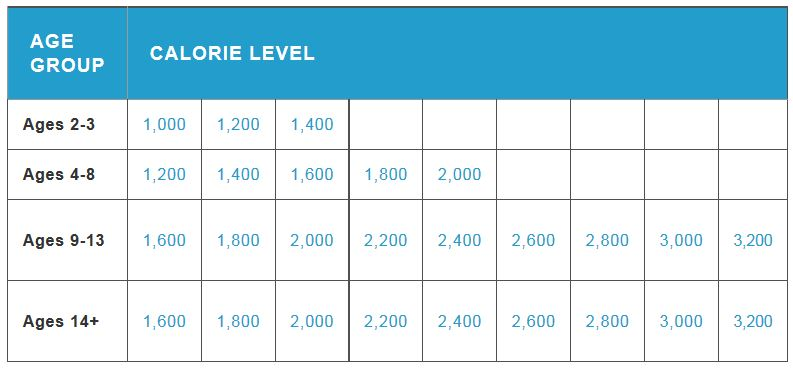 AGE
GROUP
CALORIE LEVEL
Ages 2-3 1,000 1,200 1,400
Ages 4-8 1,200 1,400 1,600 1,800 2,000
Ages 9-13 1,600 1,800 2,000 2,200 2,400 2,600 2,800 3,000 3,200
Ages 14+ 1,600 1,800 2,000 2,200 2,400 2,600 2,800 3,000 3,200